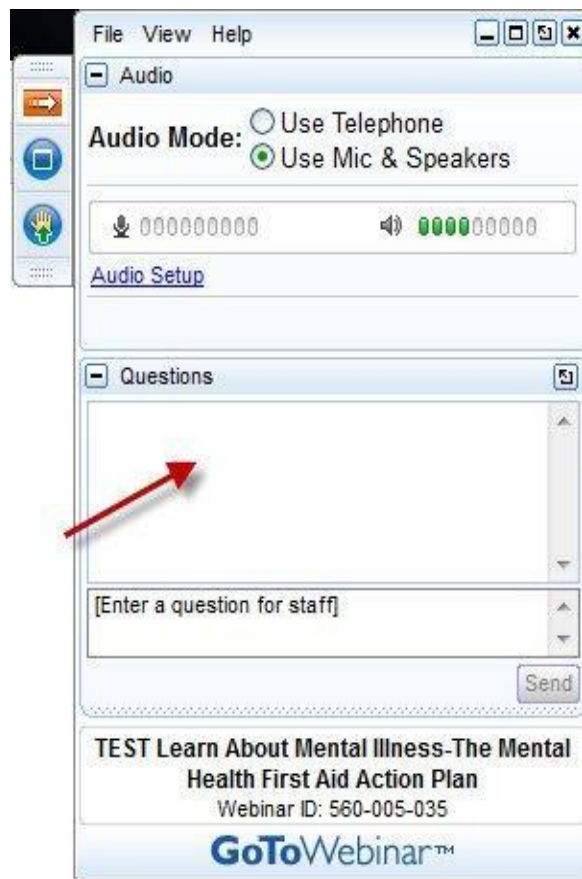 File View Help
Audio
Audio Mode: Use Telephone
Use Mic & Speakers
Audio Setup
Questions
[Enter a question for staff]
Send
TEST Learn About Mental Illness-The Mental
Health First Aid Action Plan
Webinar ID: 560-005-035
GoToWebinar™